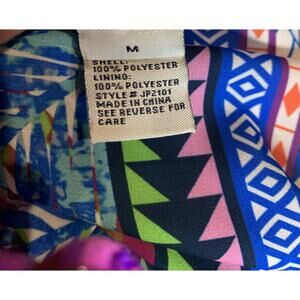 M
SHELL:
100% POLYESTER
LINING:
100% POLYESTER
STYLE# JP2101
MADE IN CHINA
SEE REVERSE FOR
CARE